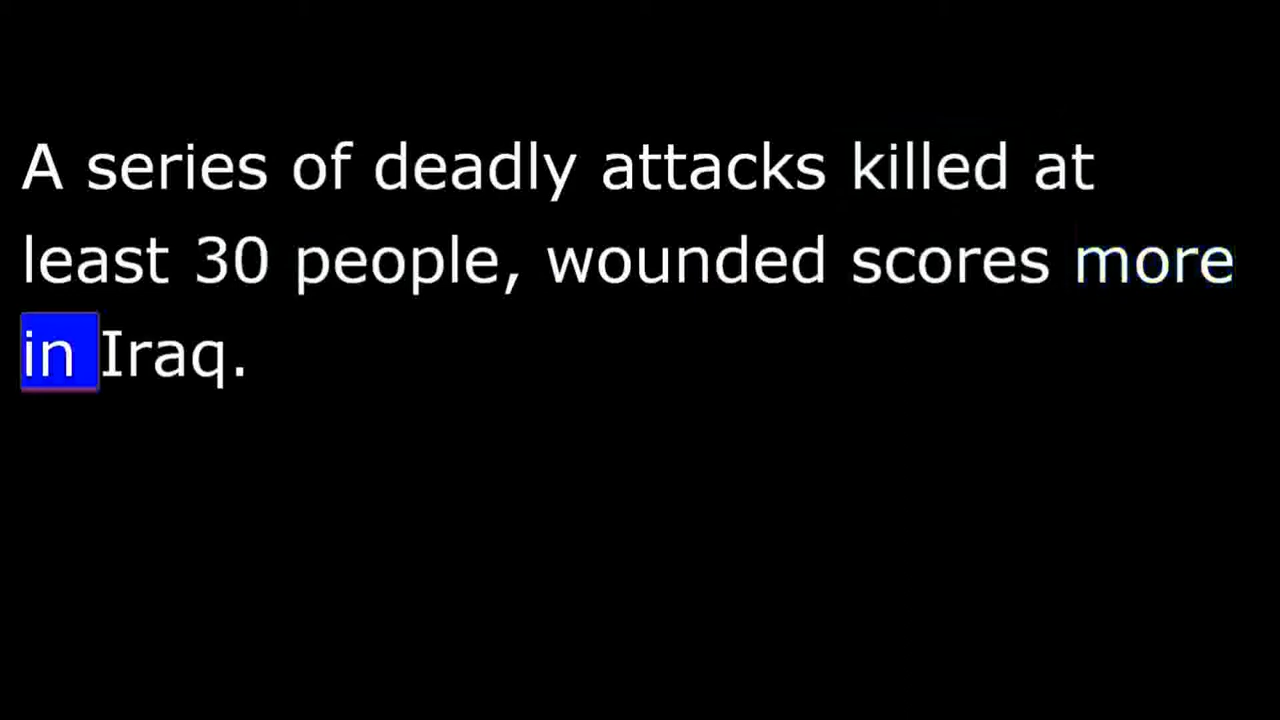 A series of deadly attacks killed at
least 30 people, wounded scores more
in Iraq.